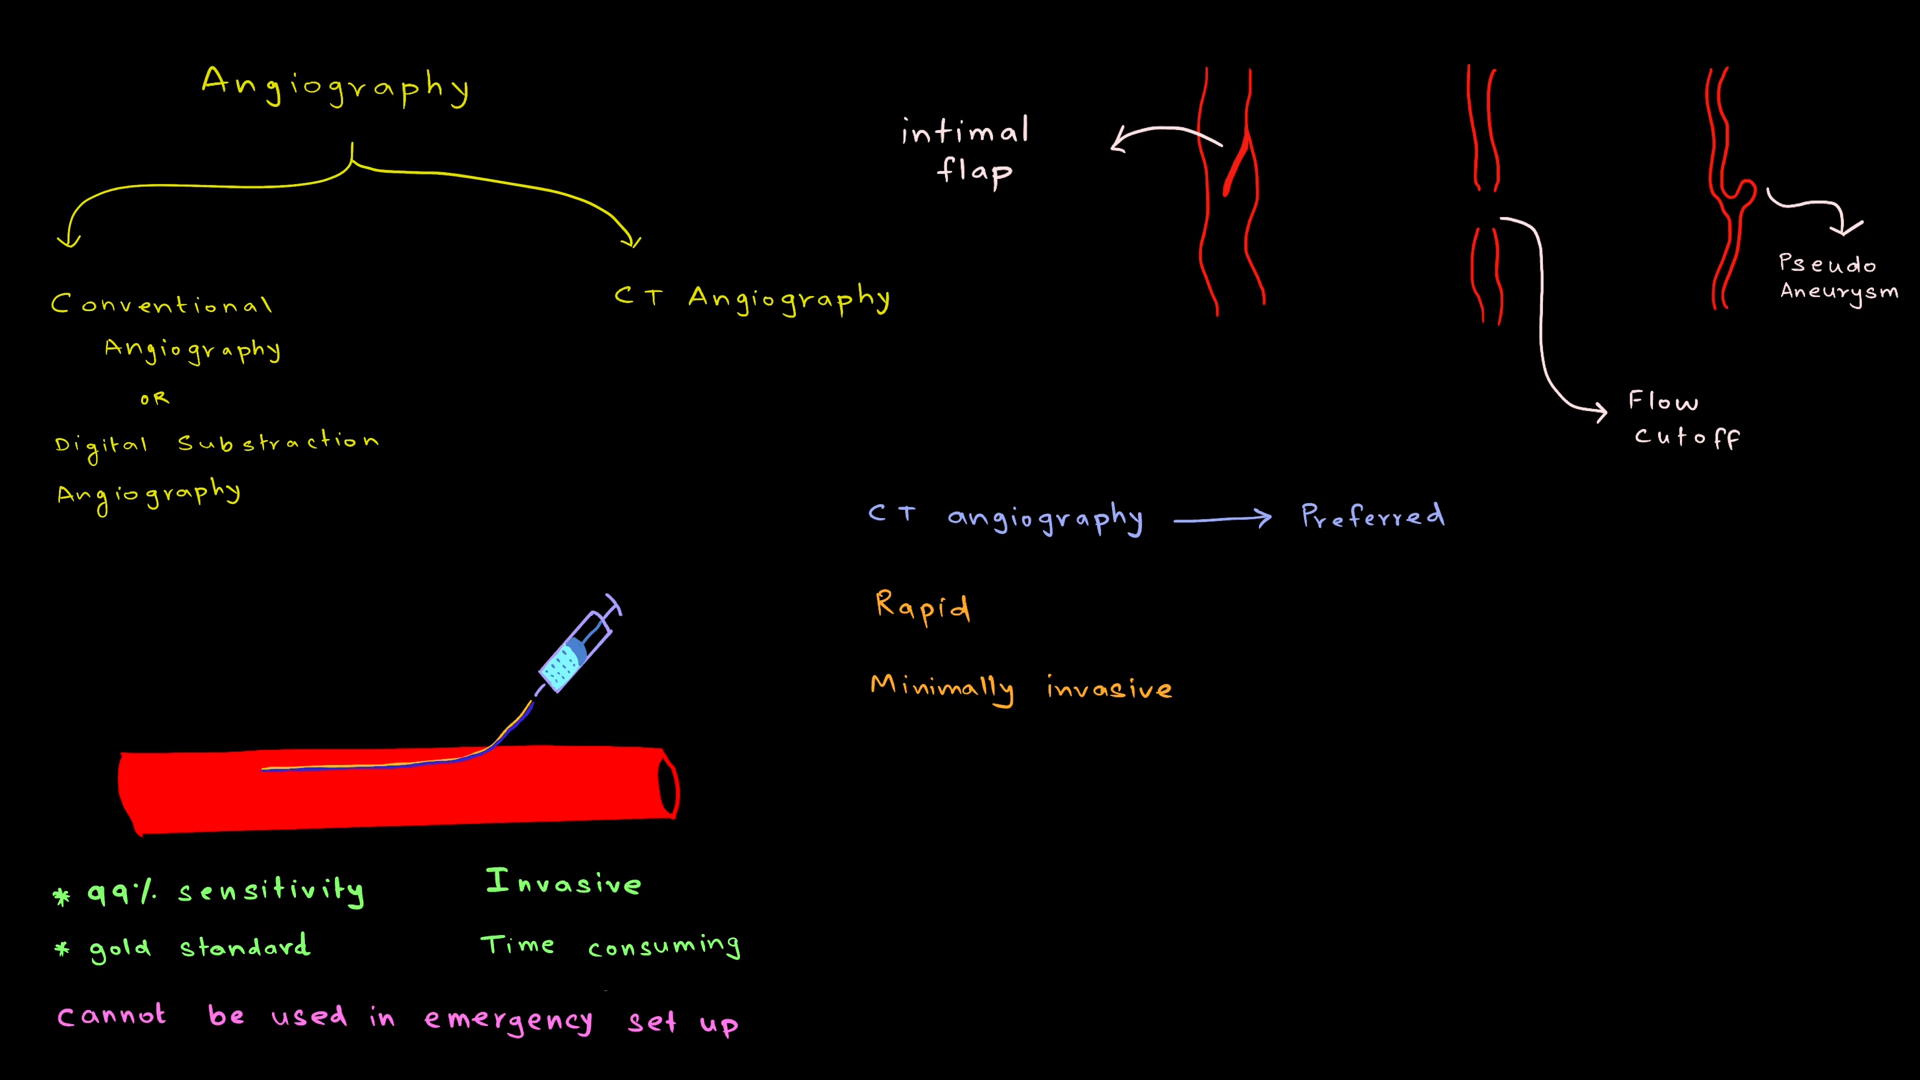 Angiography
Conventional
Angiography
OR
Digital Substraction
Angiography
CT Angiography
intimal
flap
Pseudo
Aneurysm
Flow
cutoff
CT angiography → Preferred
Rapid
Minimally invasive
* 99% sensitivity
* gold standard
Invasive
Time consuming
cannot be used in emergency set up